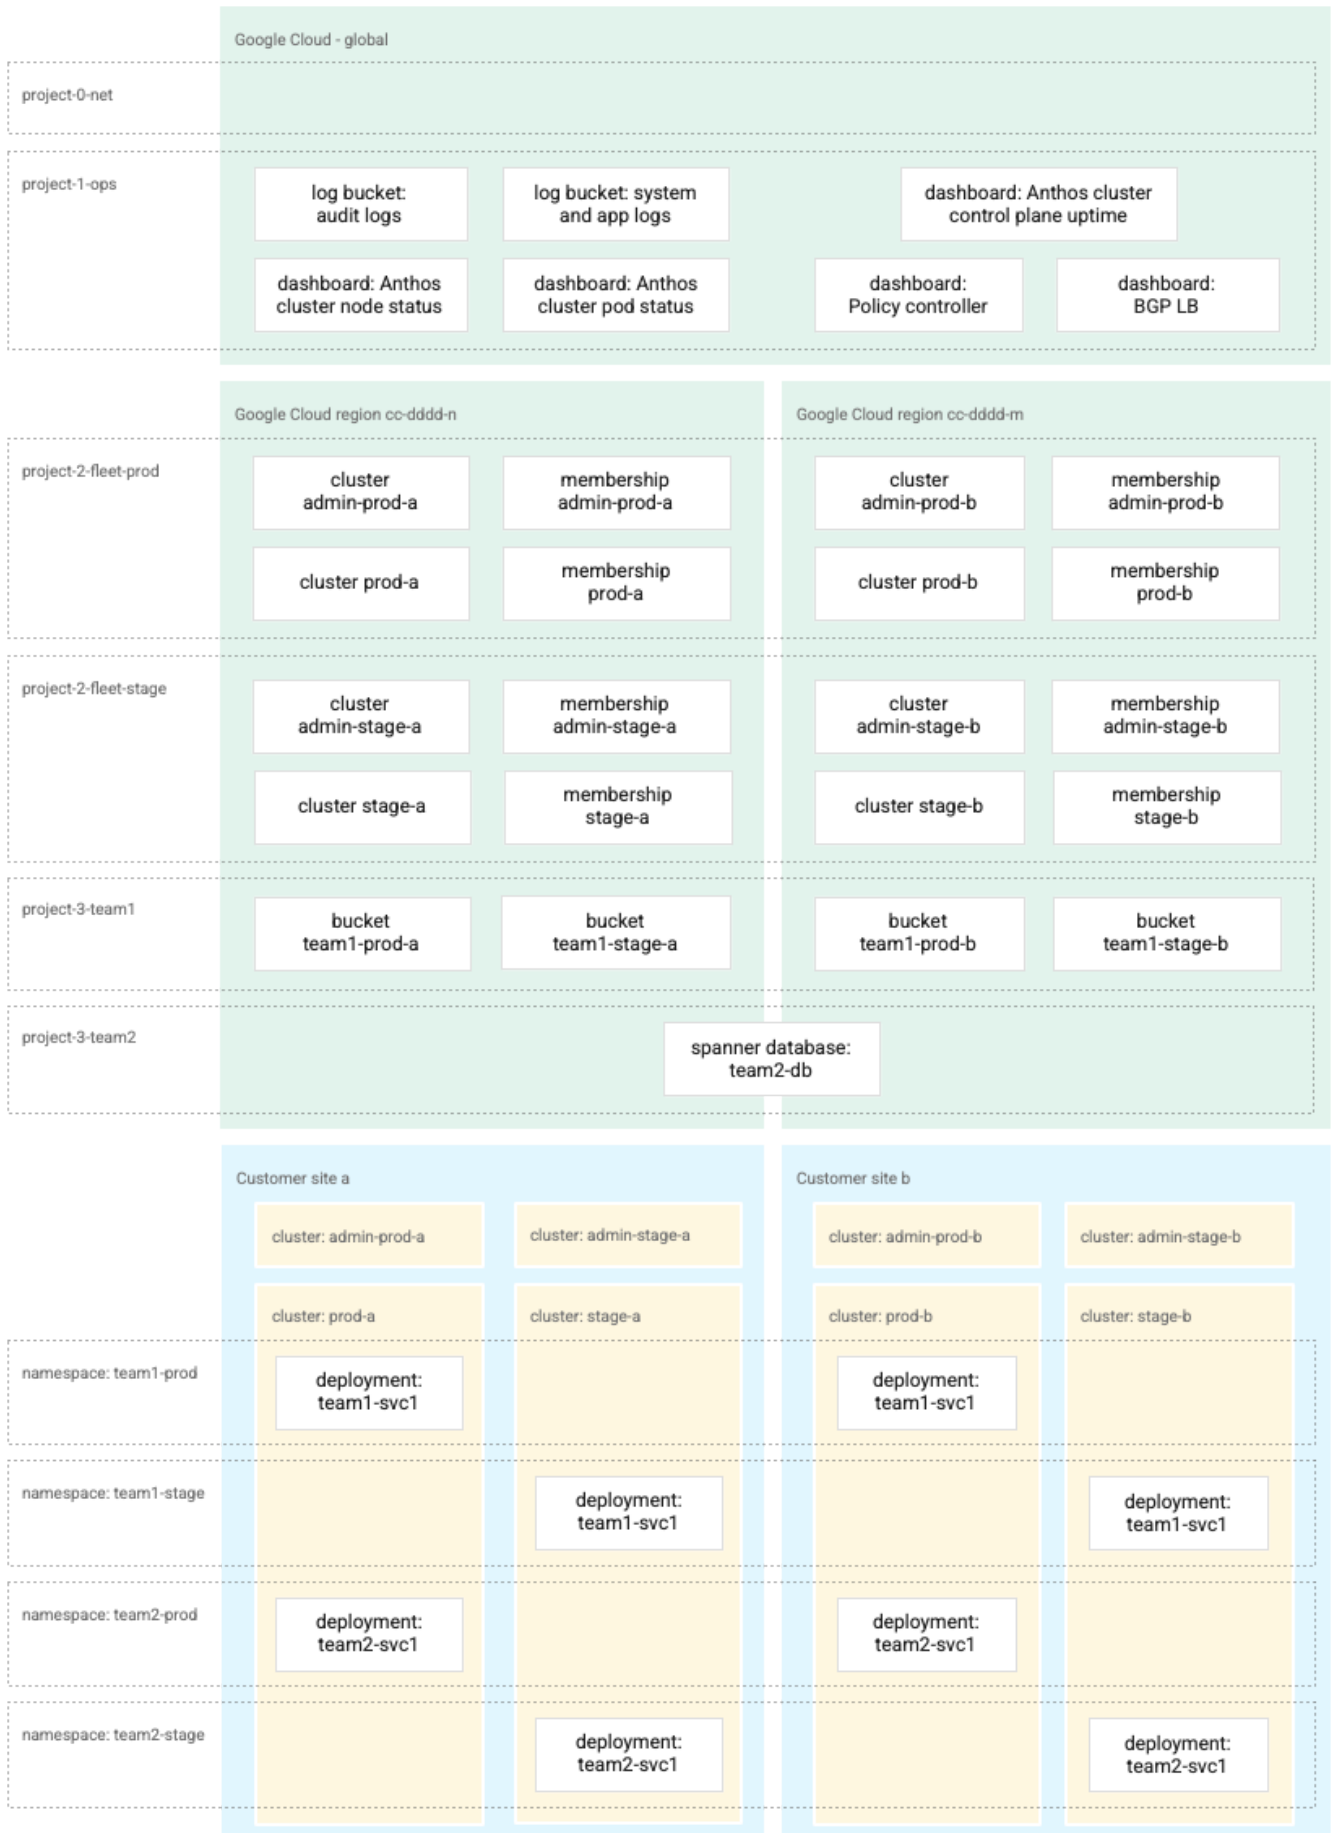 Google Cloud - global
project-0-net
project-1-ops
log bucket:
audit logs
log bucket: system
and app logs
dashboard: Anthos cluster
control plane uptime
dashboard: Anthos
cluster node status
dashboard: Anthos
cluster pod status
dashboard:
Policy controller
dashboard:
BGP LB
Google Cloud region cc-dddd-n
Google Cloud region cc-dddd-m
project-2-fleet-prod
cluster
admin-prod-a
membership
admin-prod-a
cluster
admin-prod-b
membership
admin-prod-b
cluster prod-a
membership
prod-a
cluster prod-b
membership
prod-b
project-2-fleet-stage
cluster
admin-stage-a
membership
admin-stage-a
cluster
admin-stage-b
membership
admin-stage-b
cluster stage-a
membership
stage-a
cluster stage-b
membership
stage-b
project-3-team1
bucket
team1-prod-a
bucket
team1-stage-a
bucket
team1-prod-b
bucket
team1-stage-b
project-3-team2
spanner database:
team2-db
Customer site a
Customer site b
cluster: admin-prod-a
cluster: admin-stage-a
cluster: admin-prod-b
cluster: admin-stage-b
cluster: prod-a
cluster: stage-a
cluster: prod-b
cluster: stage-b
namespace: team1-prod
deployment:
team1-svc1
deployment:
team1-svc1
namespace: team1-stage
deployment:
team1-svc1
deployment:
team1-svc1
namespace: team2-prod
deployment:
team2-svc1
deployment:
team2-svc1
namespace: team2-stage
deployment:
team2-svc1
deployment:
team2-svc1